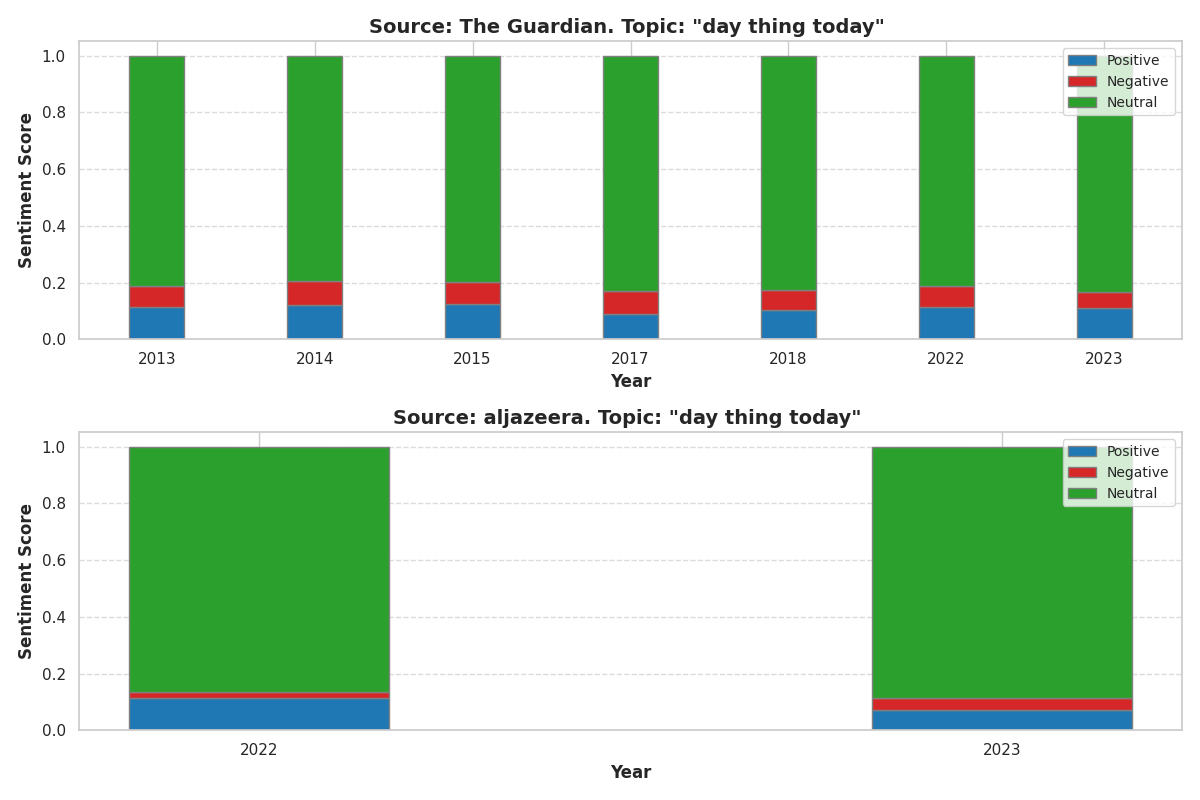 Source: The Guardian. Topic: "day thing today"
Sentiment Score
1.0
0.8
0.6
0.4
0.2
0.0
Positive
Negative
Neutral
2013 2014 2015 2017 2018 2022 2023
Year
Source: aljazeera. Topic: "day thing today"
Sentiment Score
1.0
0.8
0.6
0.4
0.2
0.0
Positive
Negative
Neutral
2022 2023
Year